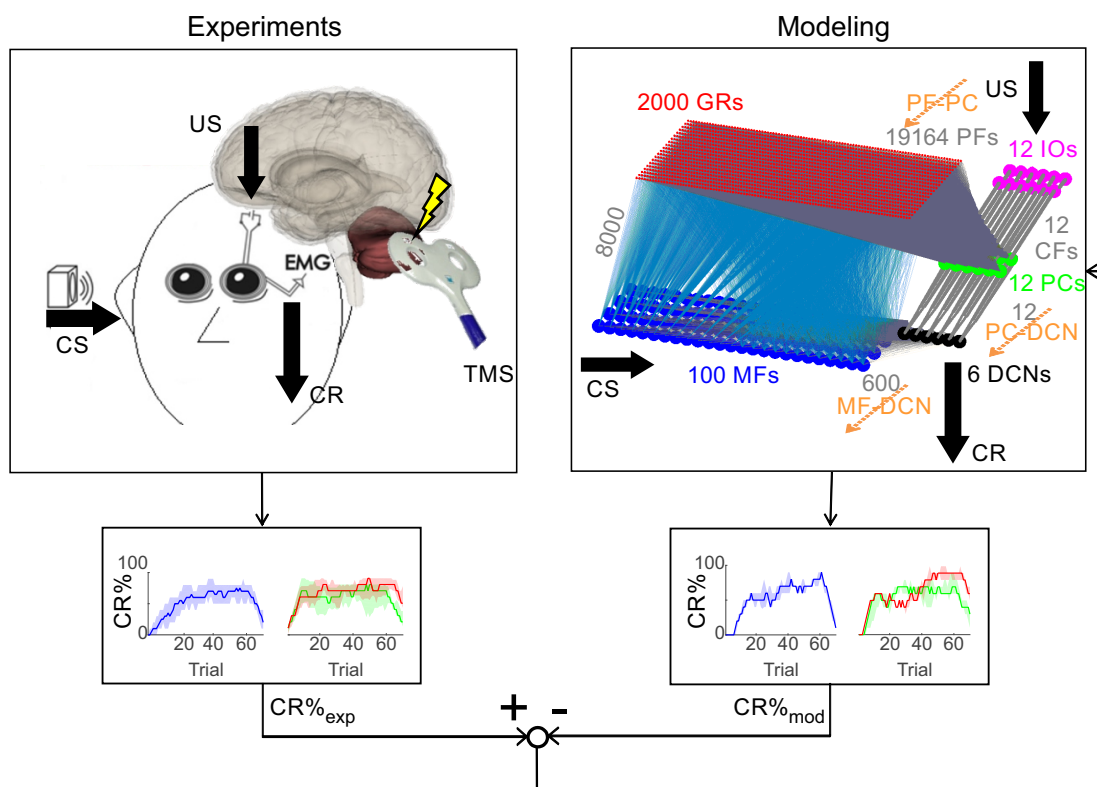 Experiments
US
EMG
CS
CR
TMS
Modeling
2000 GRs
PF-PC
19164 PFs
US
12 IOs
8000
12
CFs
12 PCs
12
PC-DCN
CS
100 MFs
600
MF-DCN
6 DCNs
CR
CR%
100
0
20 40 60
20 40 60
Trial
Trial
CR%
100
0
20 40 60
20 40 60
Trial
Trial
CR%exp
+ -
CR%mod